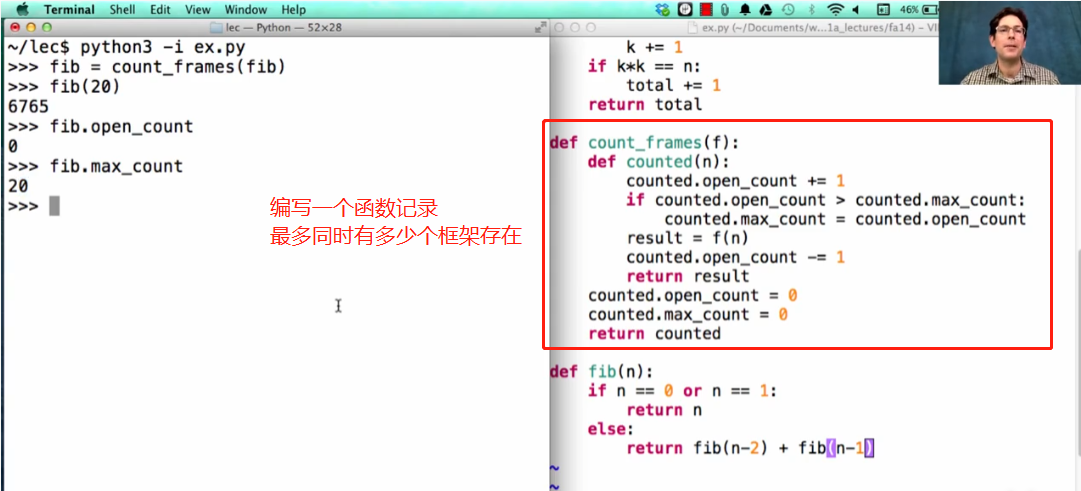 Terminal Shell Edit View Window Help
46%
lec — Python — 52×28
~/lec$ python3 -i ex.py
>>> fib = count_frames(fib)
>>> fib(20)
6765
>>> fib.open_count
0
>>> fib.max_count
20
>>>
编写一个函数记录
最多同时有多少个框架存在
ex.py (~/Documents/w...1a_lectures/fa14) - VI
k += 1
if k*k == n:
total += 1
return total
def count_frames(f):
def counted(n):
counted.open_count += 1
if counted.open_count > counted.max_count:
counted.max_count = counted.open_count
result = f(n)
counted.open_count -= 1
return result
counted.open_count = 0
counted.max_count = 0
return counted
def fib(n):
if n == 0 or n == 1:
return n
else:
return fib(n-2) + fib(n-1)
~
~